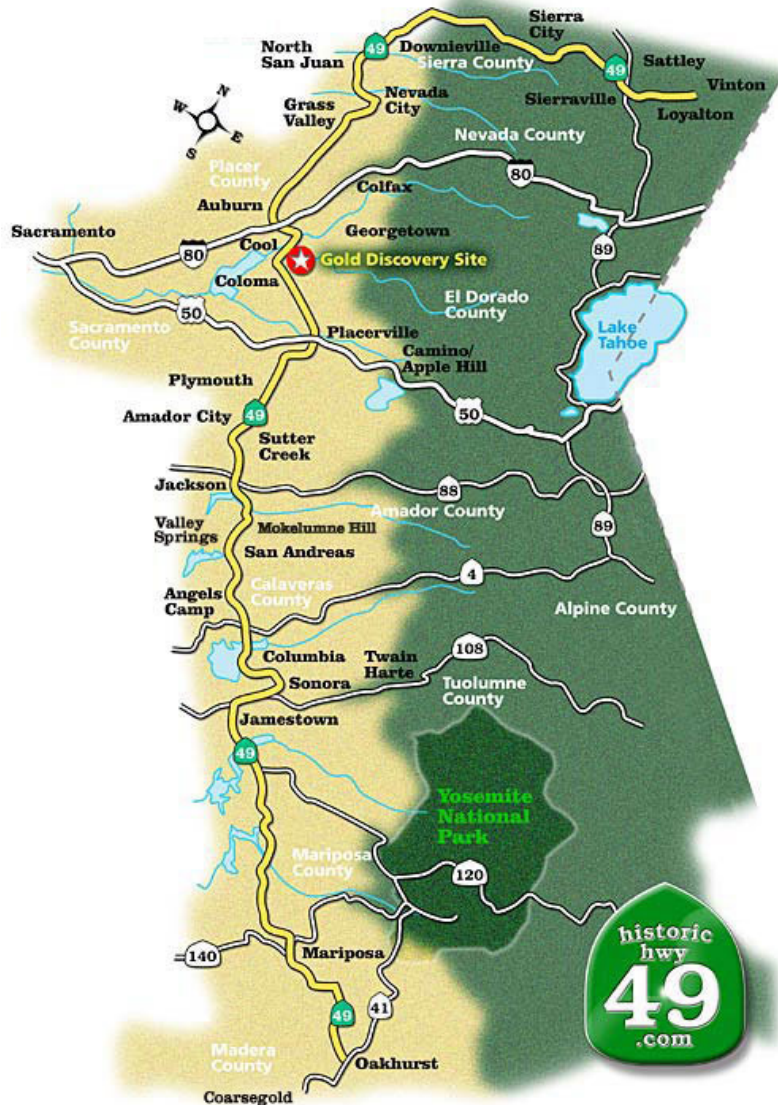 Sierra
City
North
San Juan
49
Downieville
Sierra County
49
Sattley
Vinton
Sierraville
Loyalton
N
W
E
S
Grass
Valley
Nevada
City
Nevada County
Placer
County
80
Colfax
Auburn
Georgetown
Sacramento
Cool
80
89
Gold Discovery Site
Coloma
El Dorado
County
50
Sacramento
County
Placerville
Lake
Tahoe
Camino/
Apple Hill
Plymouth
Amador City
49
50
Sutter
Creek
Jackson
88
Amador County
89
Valley
Springs
Mokelumne Hill
San Andreas
4
Angels
Camp
Calaveras
County
Alpine County
Columbia
Twain
Harte
108
Sonora
Tuolumne
County
Jamestown
49
Yosemite
National
Park
Mariposa
County
120
historic
hwy
49
.com
Mariposa
140
41
49
Madera
County
Oakhurst
Coarsegold